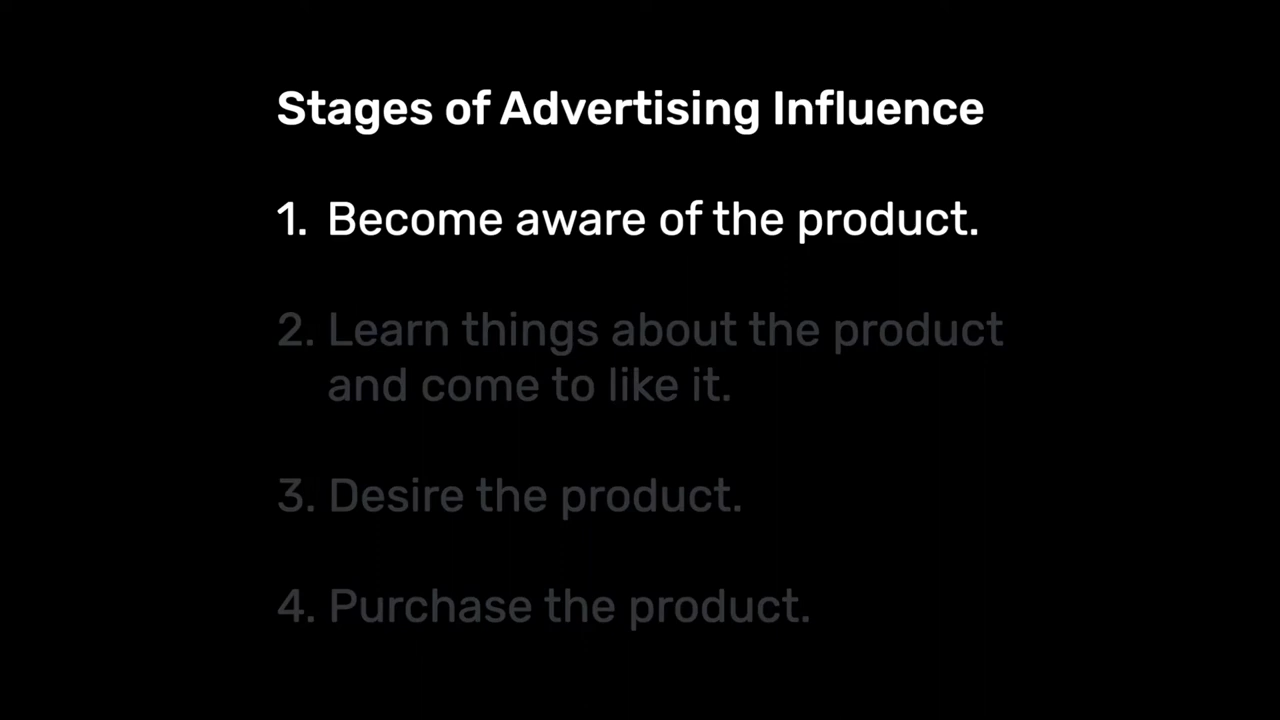 Stages of Advertising Influence
1. Become aware of the product.
2. Learn things about the product
and come to like it.
3. Desire the product.
4. Purchase the product.